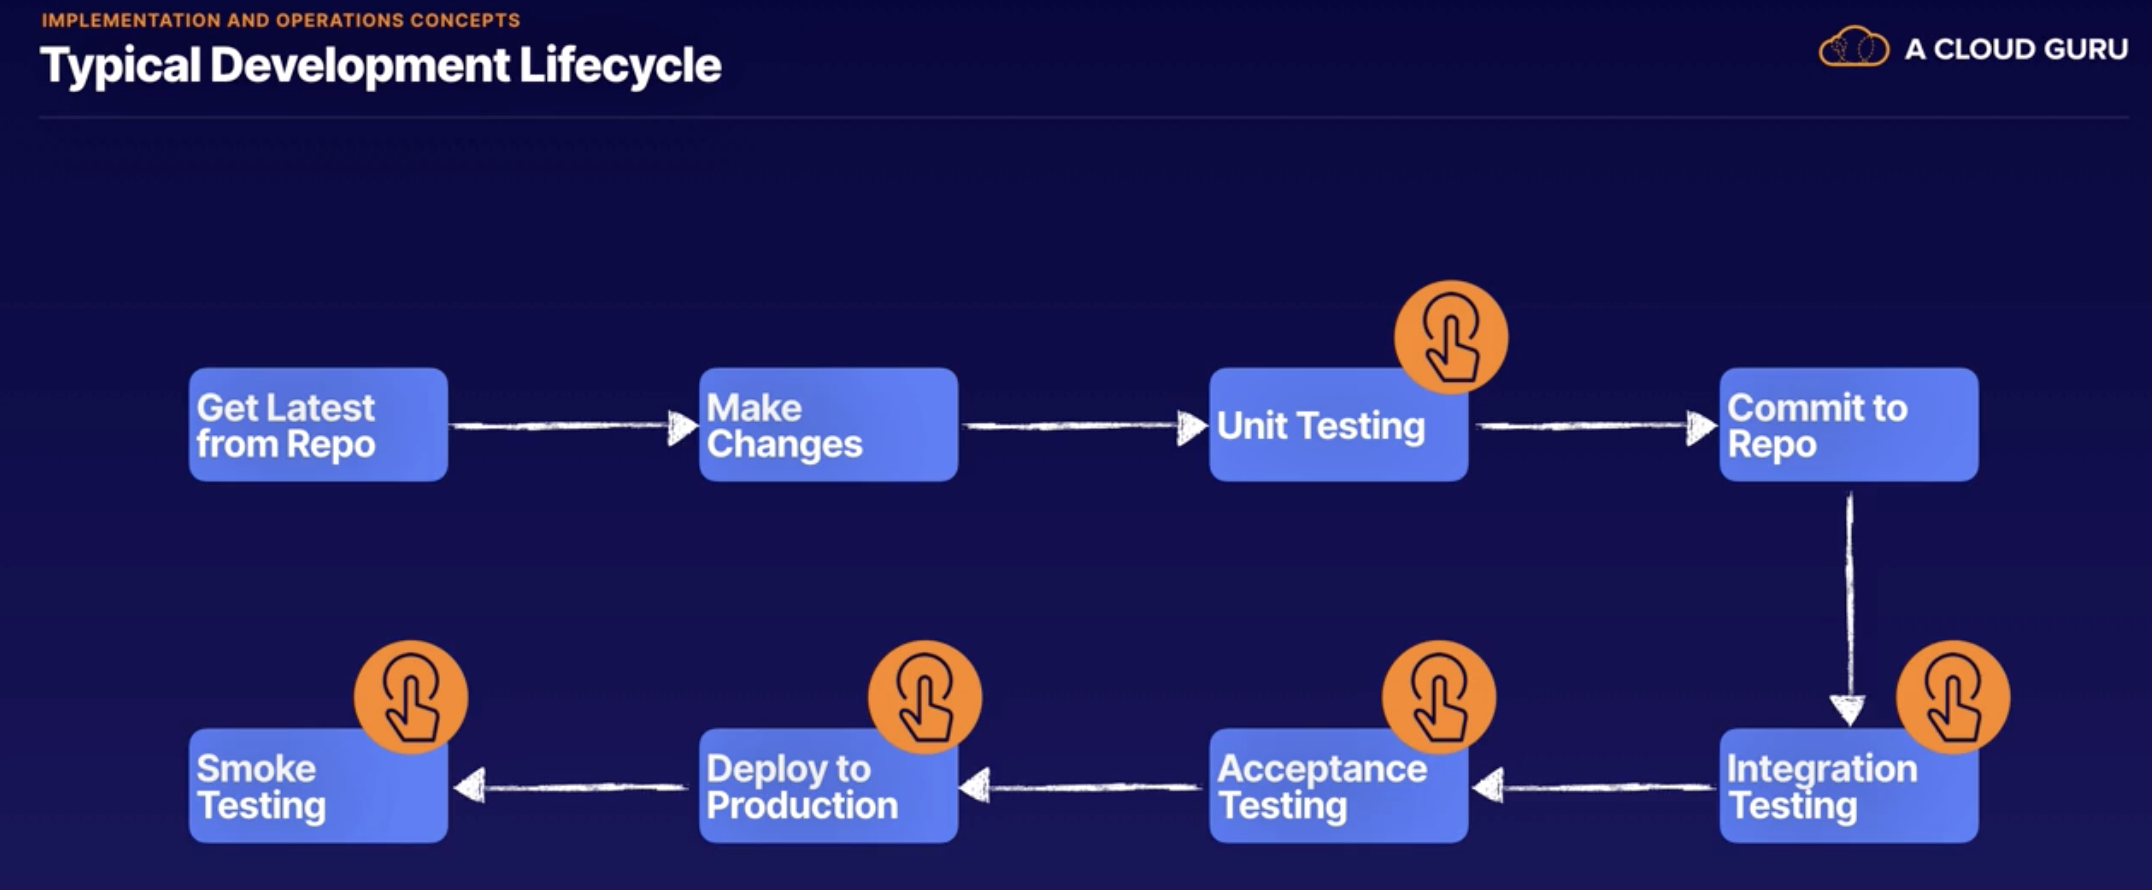 IMPLEMENTATION AND OPERATIONS CONCEPTS
Typical Development Lifecycle
A CLOUD GURU
Get Latest
from Repo
Make
Changes
Unit Testing
Commit to
Repo
Smoke
Testing
Deploy to
Production
Acceptance
Testing
Integration
Testing